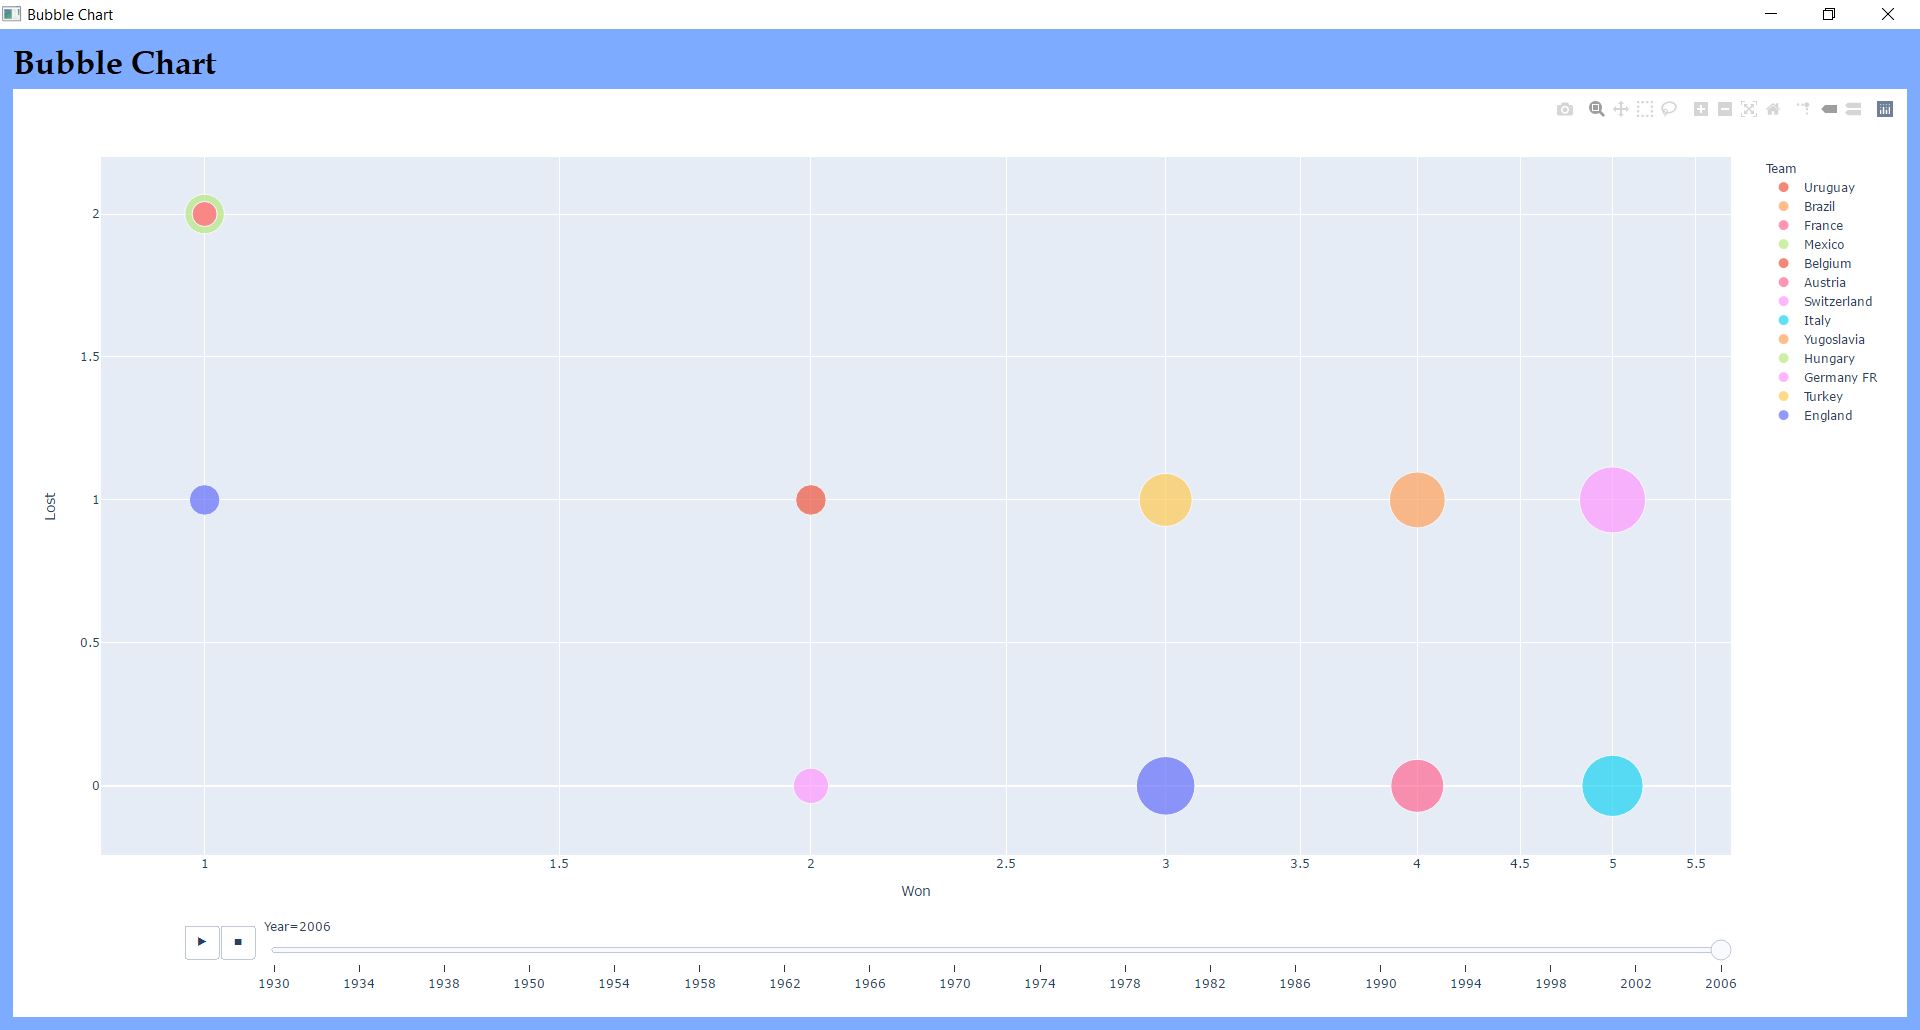 Bubble Chart
Bubble Chart
Team
Uruguay
Brazil
France
Mexico
Belgium
Austria
Switzerland
Italy
Yugoslavia
Hungary
Germany FR
Turkey
England
2
1.5
1
0.5
0
Lost
1 1.5 2 2.5 3 3.5 4 4.5 5 5.5
Won
Year=2006
1930 1934 1938 1950 1954 1958 1962 1966 1970 1974 1978 1982 1986 1990 1994 1998 2002 2006